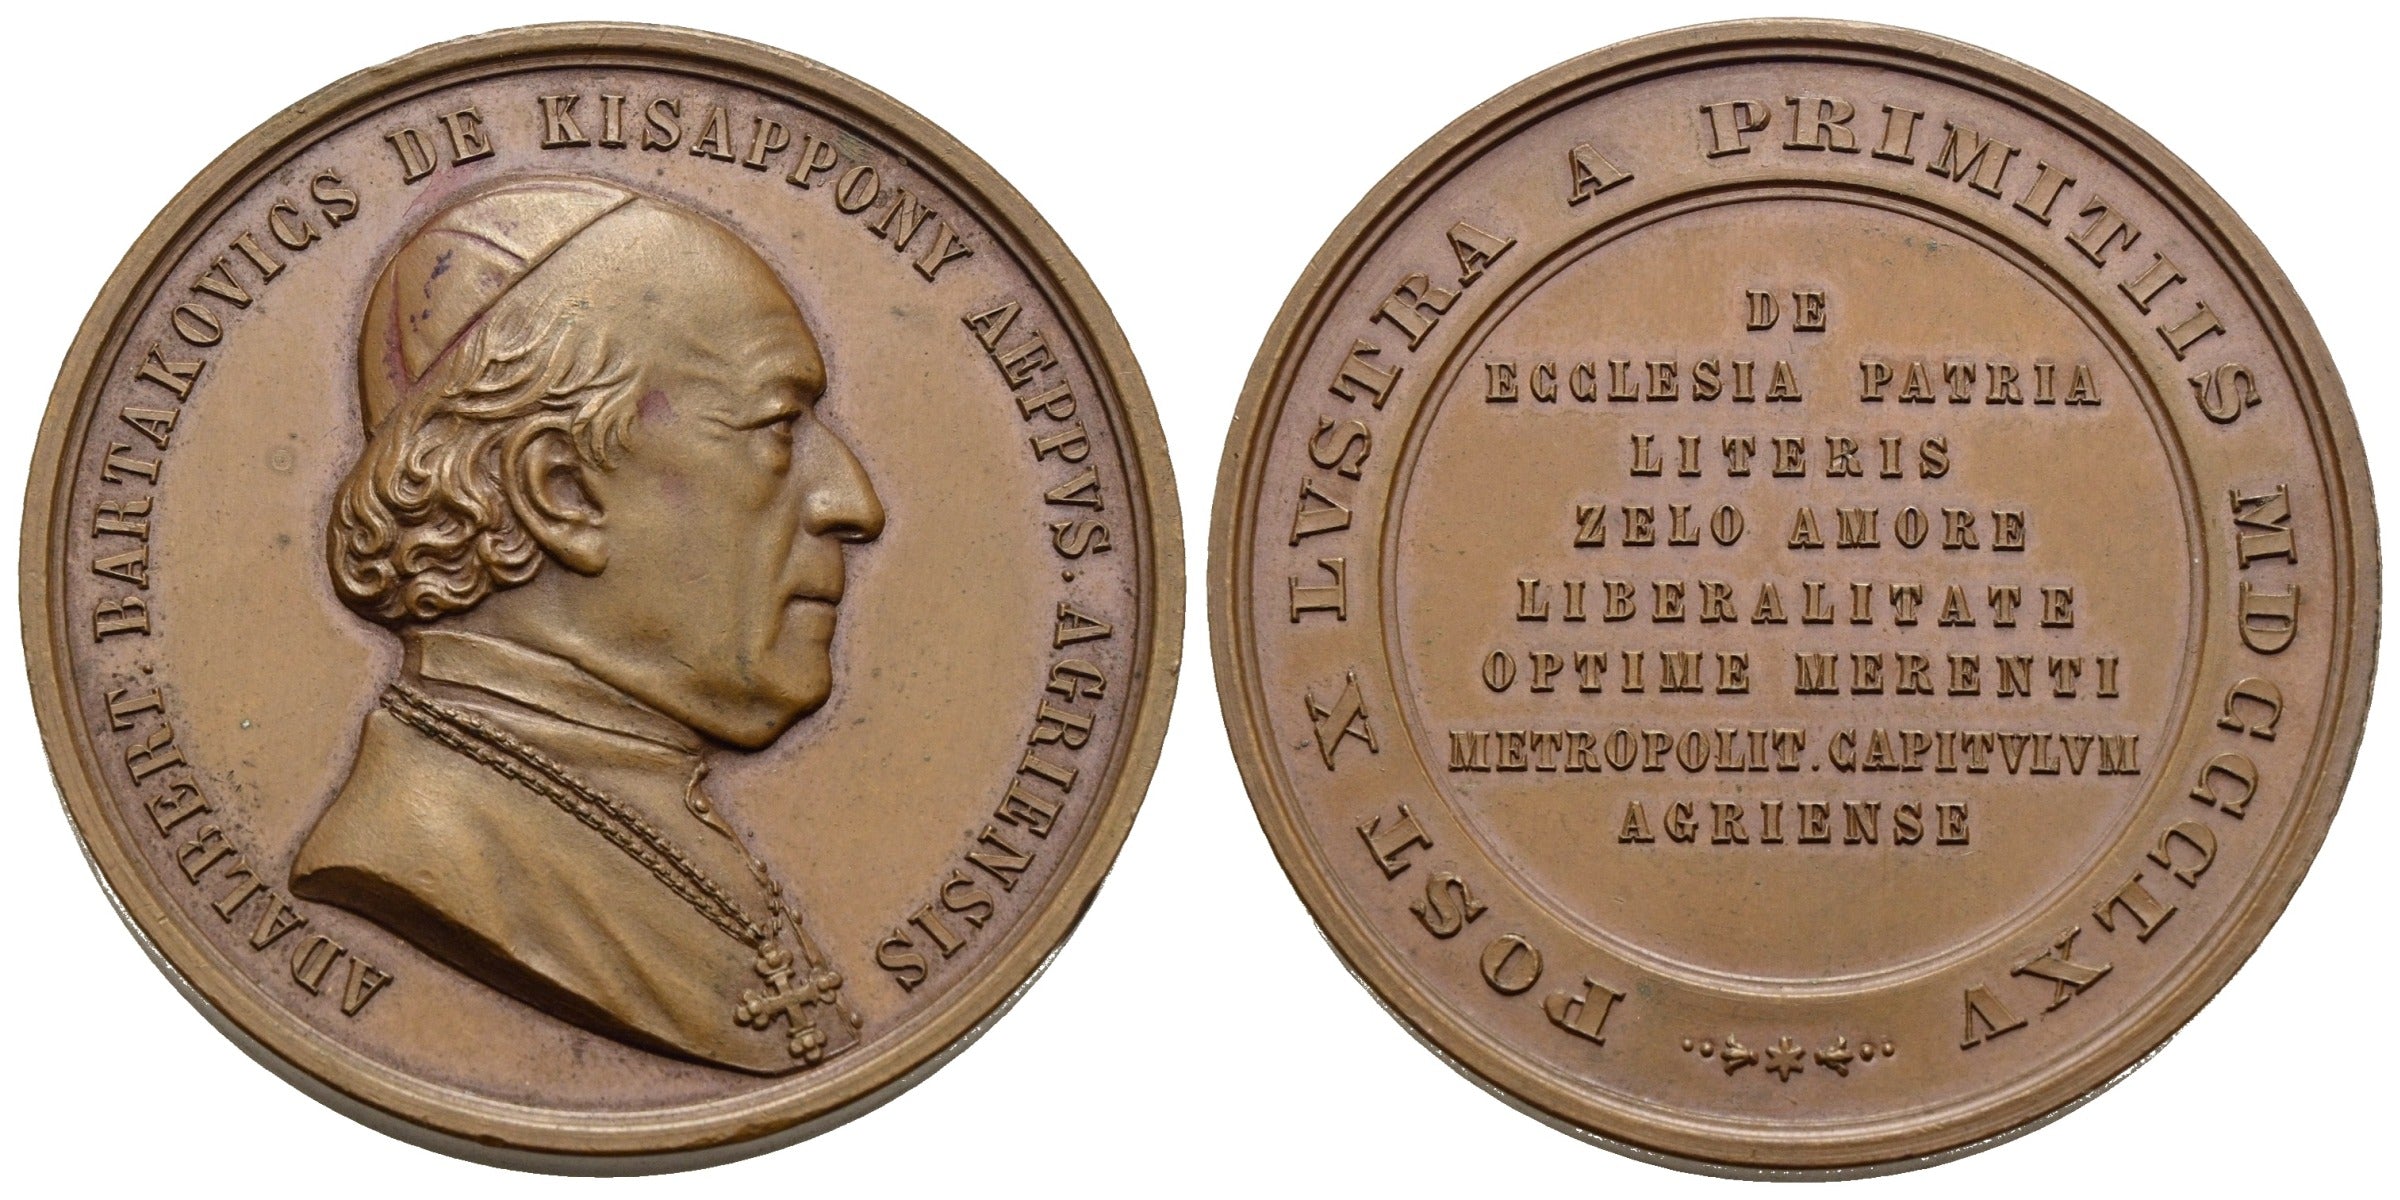 ADALBERT. BARTAKOVICS DE KISAPPONY AEPPVS. AGRIENSIS
POST X LVSTRA A PRIMITIIS MDCCCLXV
DE
ECCLESIA PATRIA
LITERIS
ZELO AMORE
LIBERALITATE
OPTIME MERENTI
METROPOLIT. CAPITVLVM
AGRIENSE